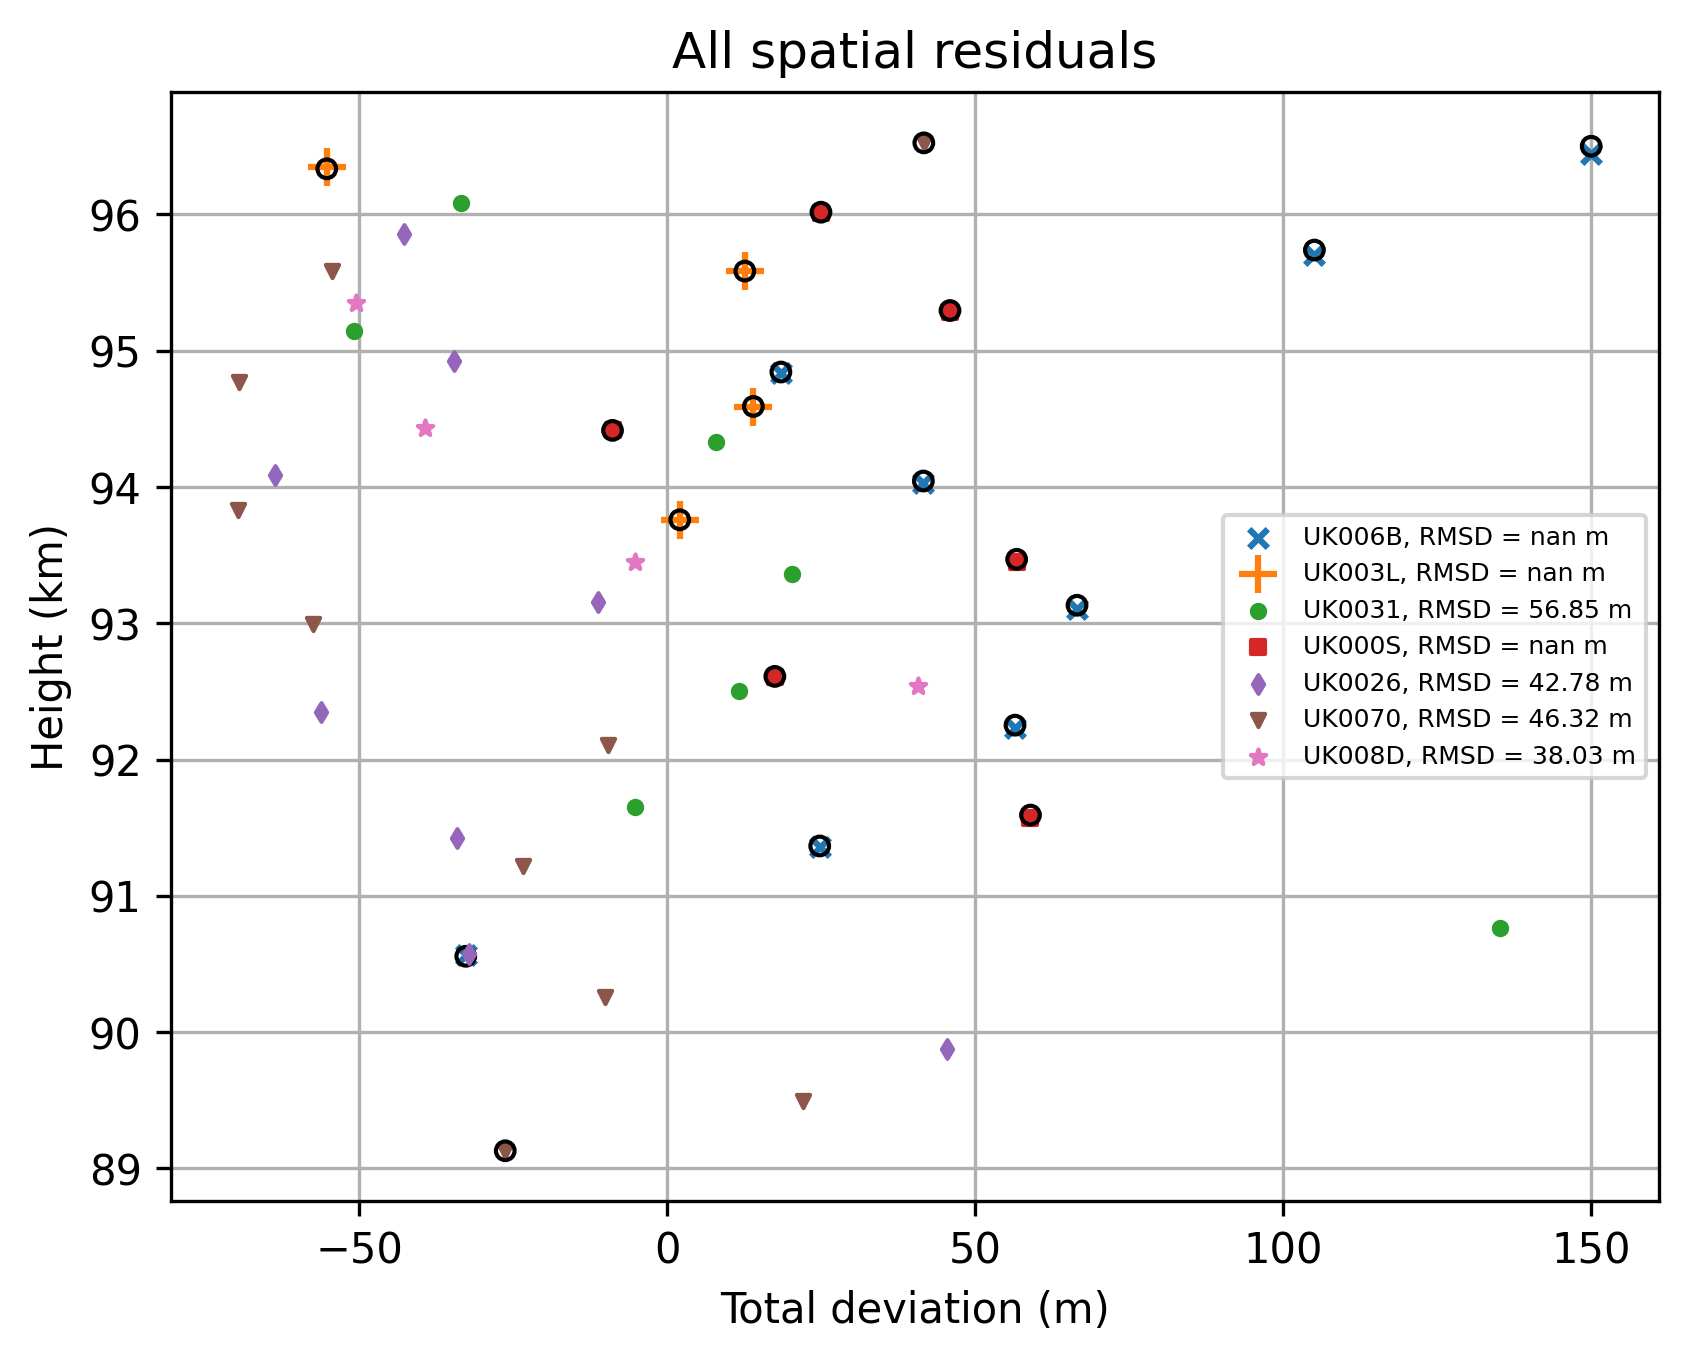 All spatial residuals
Height (km)
96
95
94
93
92
91
90
89
UK006B, RMSD = nan m
UK003L, RMSD = nan m
UK0031, RMSD = 56.85 m
UK000S, RMSD = nan m
UK0026, RMSD = 42.78 m
UK0070, RMSD = 46.32 m
UK008D, RMSD = 38.03 m
−50 0 50 100 150
Total deviation (m)